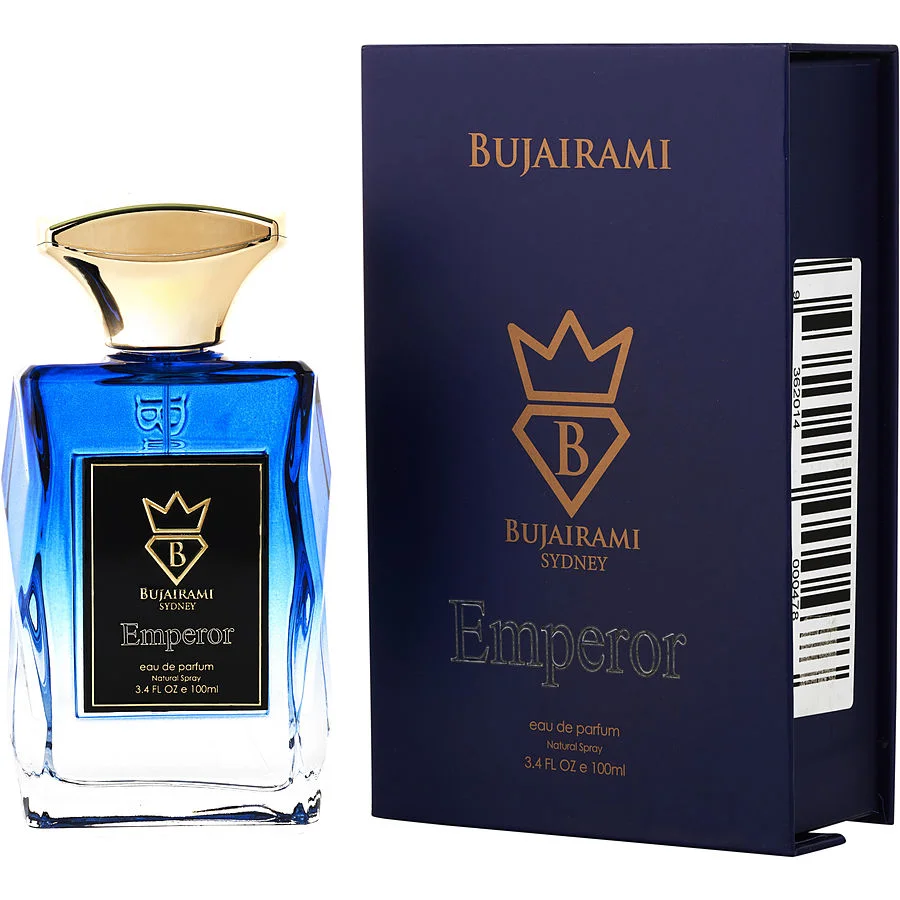 B
B
BUJAIRAMI
SYDNEY
Emperor
eau de parfum
Natural Spray
3.4 FL OZ e 100ml
BUJAIRAMI
B
BUJAIRAMI
SYDNEY
Emperor
eau de parfum
Natural Spray
3.4 FL OZ e 100ml
9 362014 000478